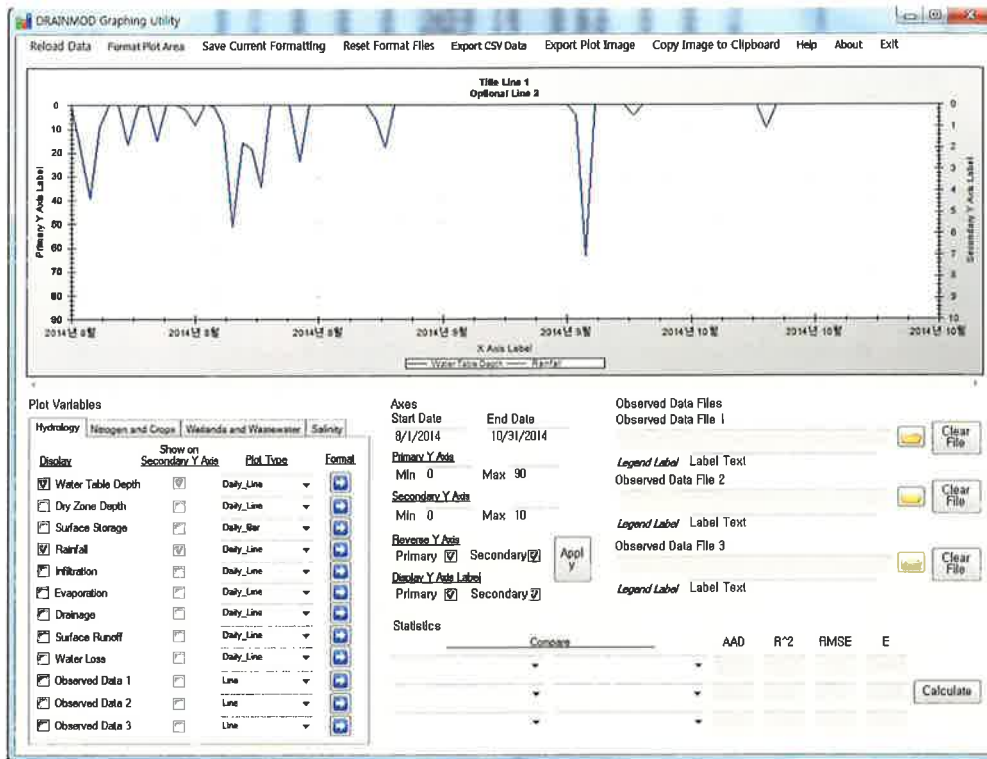 DRAINMOD Graphing Utility
Reload Data Format Plot Area Save Current Formatting Reset Format Files Export CSV Data Export Plot Image Copy Image to Clipboard Help About Exit
Title Line 1
Optional Line 2
Primary Y Axis Label
0
10
20
30
40
50
60
70
80
90
0
1
2
3
4
5
6
7
8
9
10
Secondary Y Axis Label
2014년 8월 2014년 8월 2014년 8월 2014년 9월 2014년 9월 2014년 10월 2014년 10월 2014년 10월
X Axis Label
Water Table Depth Rainfall
Plot Variables
Hydrology Nitrogen and Crops Wetlands and Wastewater Salinity
Display Show on Secondary Y Axis Plot Type Format
Water Table Depth Daily_Line
Dry Zone Depth Daily_Line
Surface Storage Daily_Bar
Rainfall Daily_Line
Infiltration Daily_Line
Evaporation Daily_Line
Drainage Daily_Line
Surface Runoff Daily_Line
Water Loss Daily_Line
Observed Data 1 Line
Observed Data 2 Line
Observed Data 3 Line
Axes
Start Date End Date
8/1/2014 10/31/2014
Primary Y Axis
Min 0 Max 90
Secondary Y Axis
Min 0 Max 10
Reverse Y Axis
Primary Secondary
Display Y Axis Label
Primary Secondary
Appl
y
Observed Data Files
Observed Data File 1
Clear
File
Legend Label Label Text
Observed Data File 2
Clear
File
Legend Label Label Text
Observed Data File 3
Clear
File
Legend Label Label Text
Statistics
Compare AAD R^2 RMSE E
Calculate